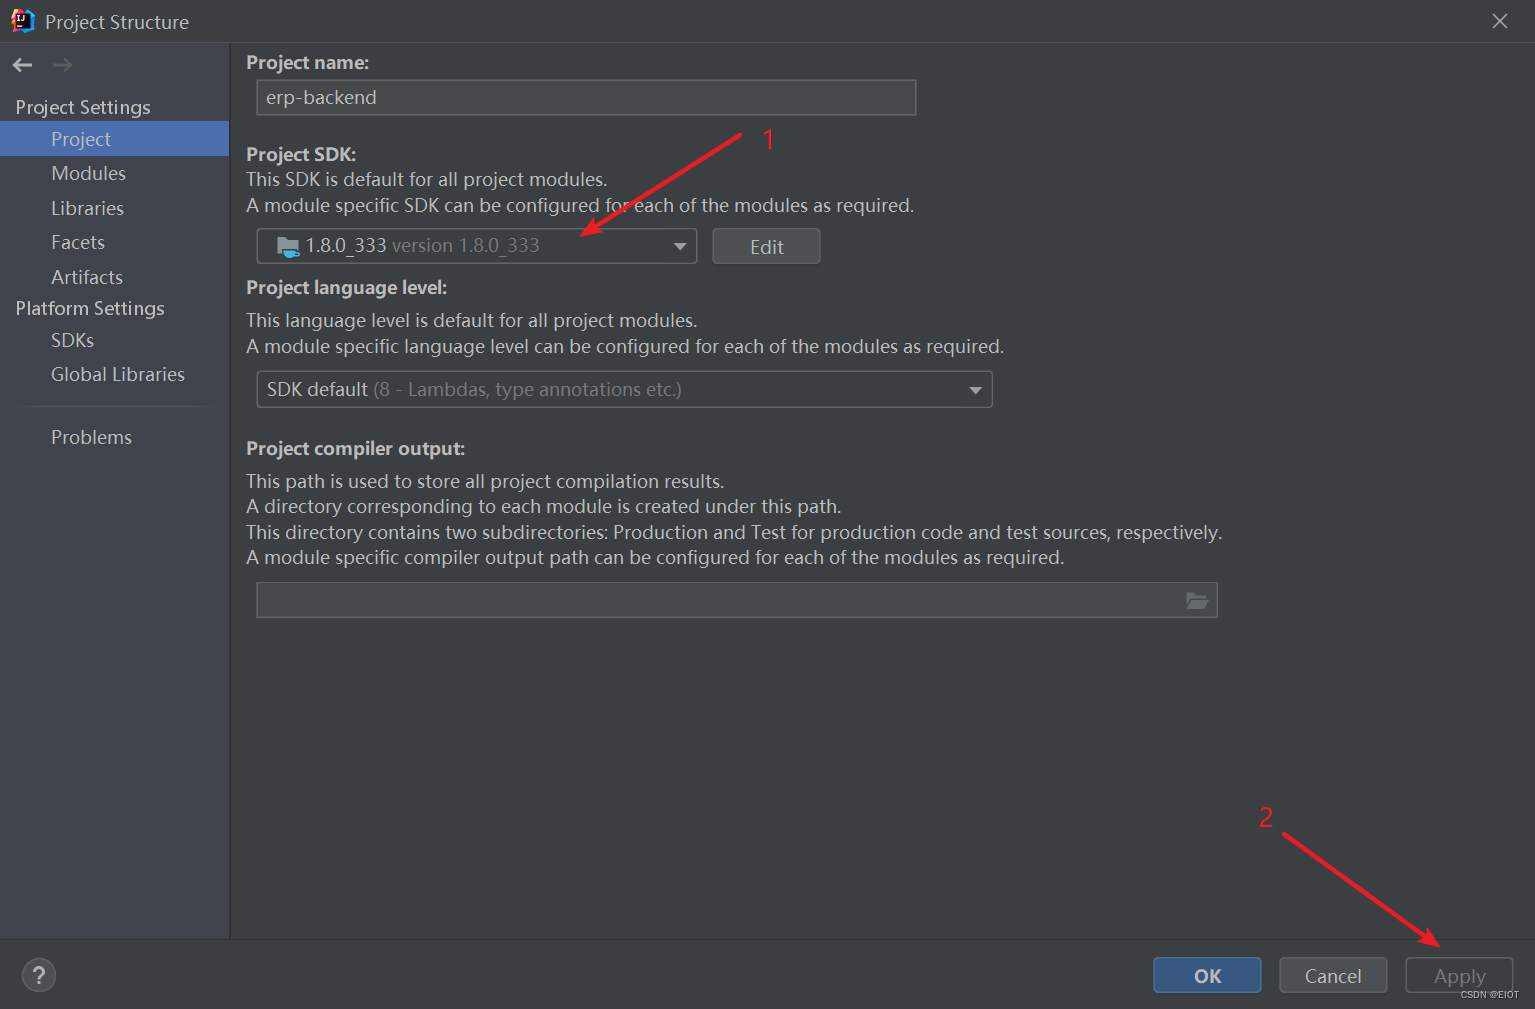 Project Structure
Project Settings
Project
Modules
Libraries
Facets
Artifacts
Platform Settings
SDKs
Global Libraries
Problems
Project name:
erp-backend
1
Project SDK:
This SDK is default for all project modules.
A module specific SDK can be configured for each of the modules as required.
1.8.0_333 version 1.8.0_333
Edit
Project language level:
This language level is default for all project modules.
A module specific language level can be configured for each of the modules as required.
SDK default (8 - Lambdas, type annotations etc.)
Project compiler output:
This path is used to store all project compilation results.
A directory corresponding to each module is created under this path.
This directory contains two subdirectories: Production and Test for production code and test sources, respectively.
A module specific compiler output path can be configured for each of the modules as required.
2
?
OK
Cancel
Apply
CSDN @EIOT